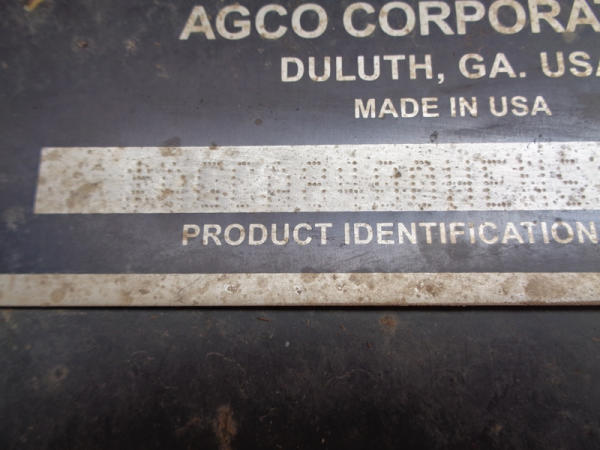 AGCO CORPORAT
DULUTH, GA. USA
MADE IN USA
PRODUCT IDENTIFICATION